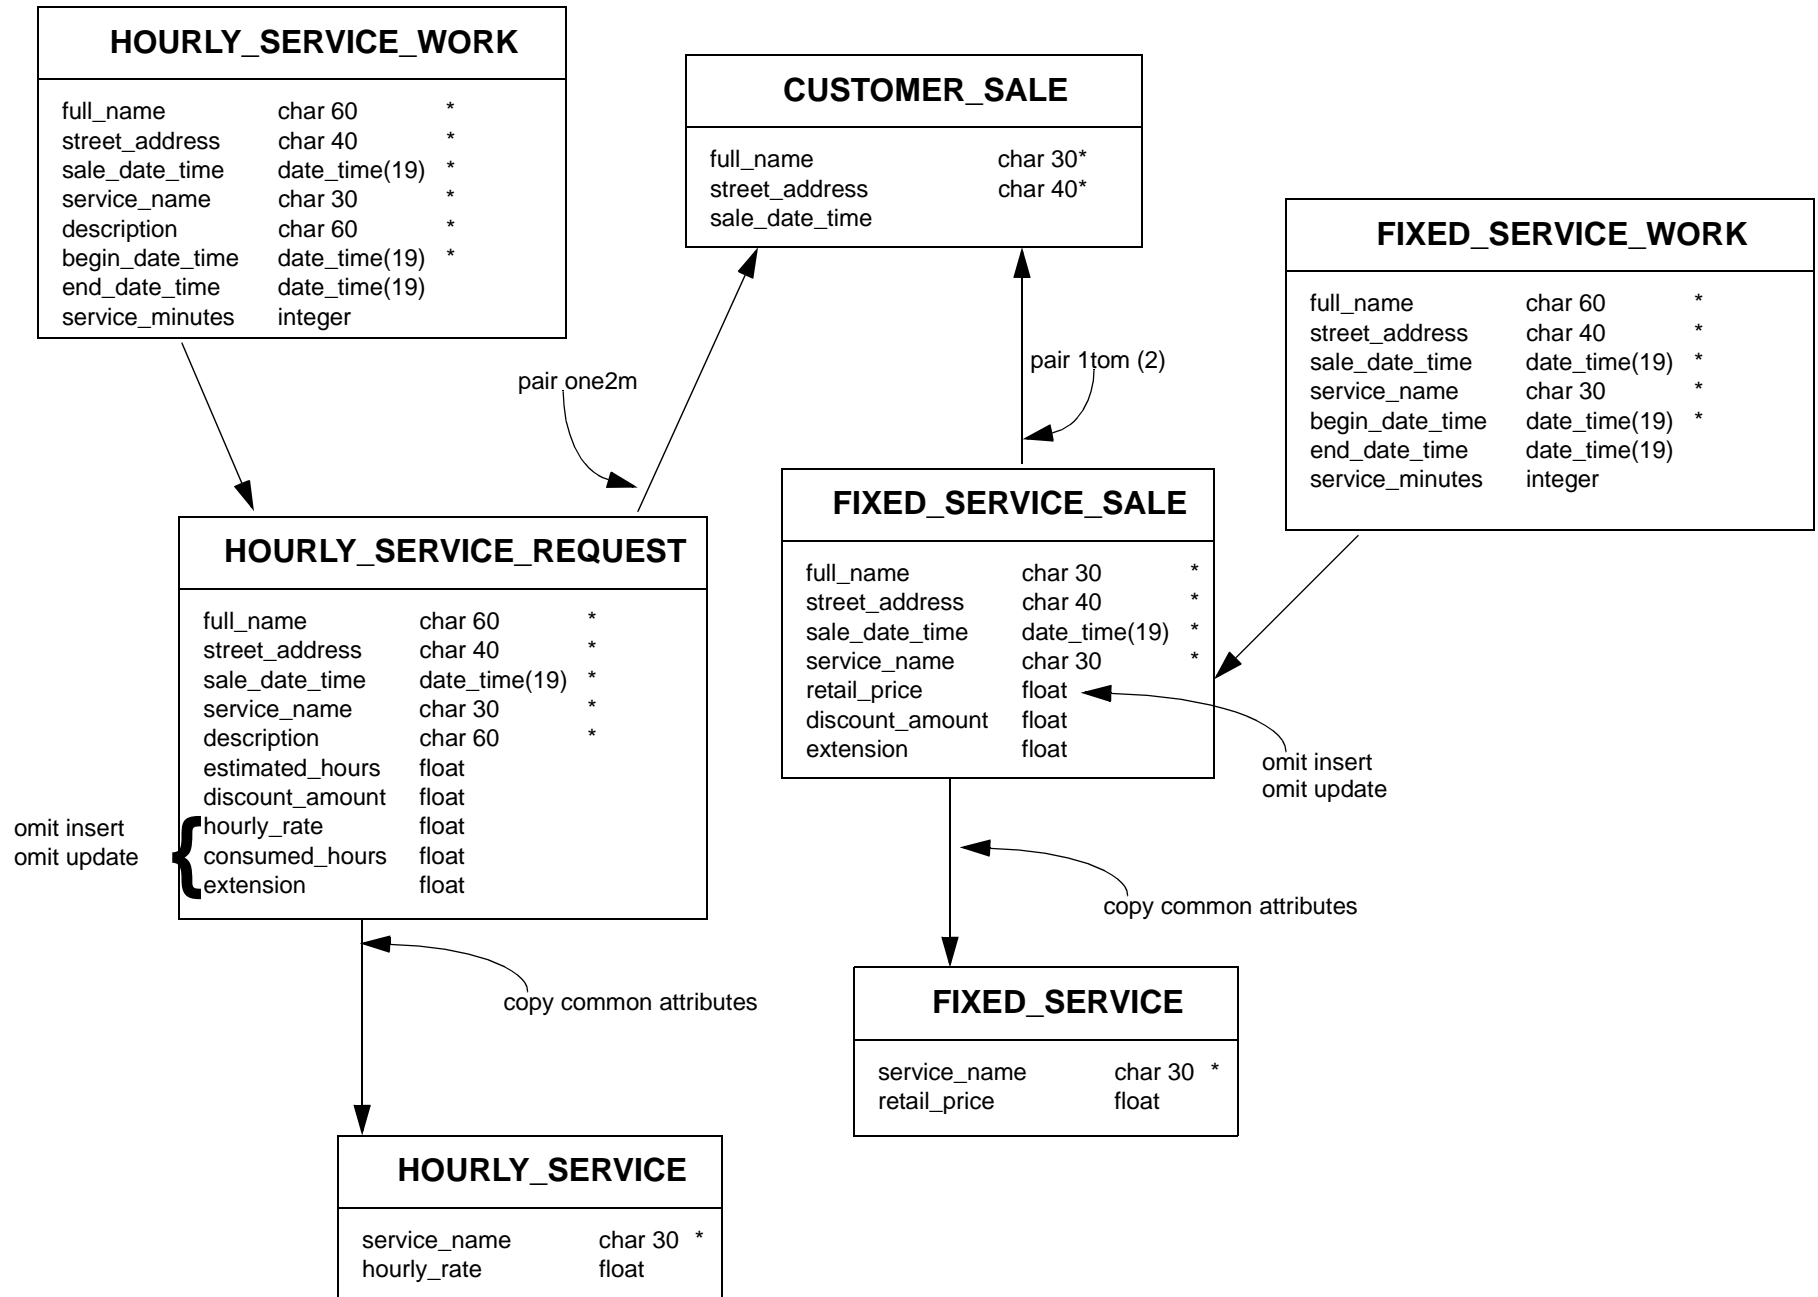 HOURLY_SERVICE_WORK
full_name char 60 *
street_address char 40 *
sale_date_time date_time(19) *
service_name char 30 *
description char 60 *
begin_date_time date_time(19) *
end_date_time date_time(19)
service_minutes integer
CUSTOMER_SALE
full_name char 30*
street_address char 40*
sale_date_time
FIXED_SERVICE_WORK
full_name char 60 *
street_address char 40 *
sale_date_time date_time(19) *
service_name char 30 *
begin_date_time date_time(19) *
end_date_time date_time(19)
service_minutes integer
pair one2m
pair 1tom (2)
HOURLY_SERVICE_REQUEST
full_name char 60 *
street_address char 40 *
sale_date_time date_time(19) *
service_name char 30 *
description char 60 *
estimated_hours float
discount_amount float
hourly_rate float
consumed_hours float
extension float
omit insert
omit update
{
FIXED_SERVICE_SALE
full_name char 30 *
street_address char 40 *
sale_date_time date_time(19) *
service_name char 30 *
retail_price float
discount_amount float
extension float
omit insert
omit update
copy common attributes
copy common attributes
FIXED_SERVICE
service_name char 30 *
retail_price float
HOURLY_SERVICE
service_name char 30 *
hourly_rate float